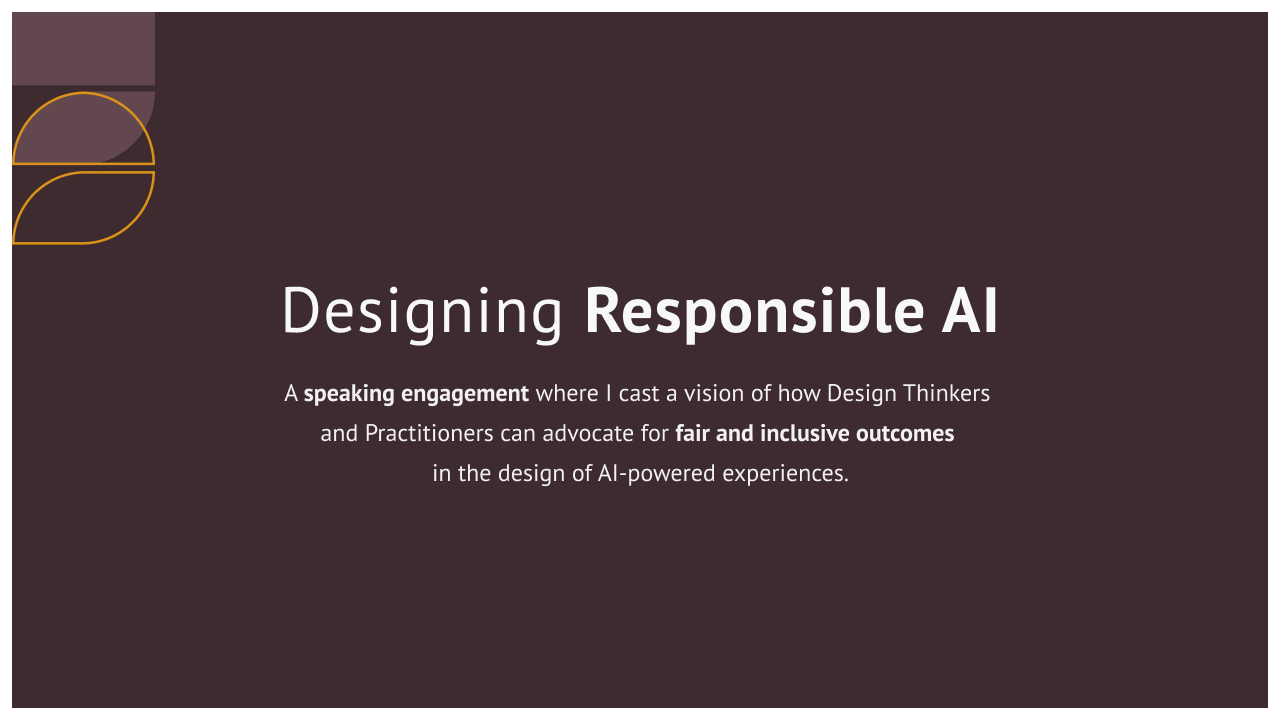 Designing Responsible AI
A speaking engagement where I cast a vision of how Design Thinkers
and Practitioners can advocate for fair and inclusive outcomes
in the design of AI-powered experiences.